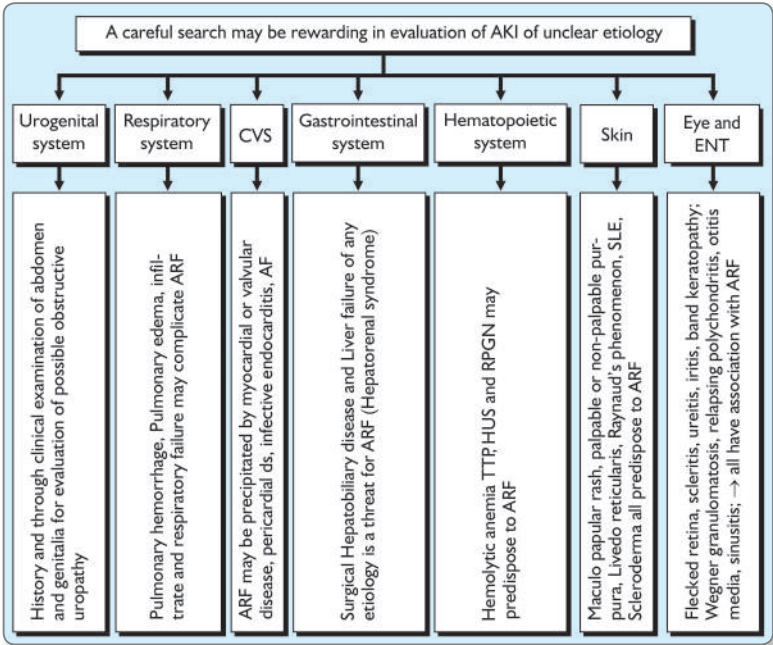 A careful search may be rewarding in evaluation of AKI of unclear etiology
Urogenital
system
Respiratory
system
CVS
Gastrointestinal
system
Hematopoietic
system
Skin
Eye and
ENT
History and through clinical examination of abdomen
and genitalia for evaluation of possible obstructive
uropathy
Pulmonary hemorrhage, Pulmonary edema, infil-
trate and respiratory failure may complicate ARF
ARF may be precipitated by myocardial or valvular
disease, pericardial ds, infective endocarditis, AF
Surgical Hepatobiliary disease and Liver failure of any
etiology is a threat for ARF (Hepatorenal syndrome)
Hemolytic anemia TTP, HUS and RPGN may
predispose to ARF
Maculo papular rash, palpable or non-palpable pur-
pura, Livedo reticularis, Raynaud's phenomenon, SLE,
Scleroderma all predispose to ARF
Flecked retina, scleritis, ureitis, iritis, band keratopathy;
Wegner granulomatosis, relapsing polychondritis, otitis
media, sinusitis; → all have association with ARF